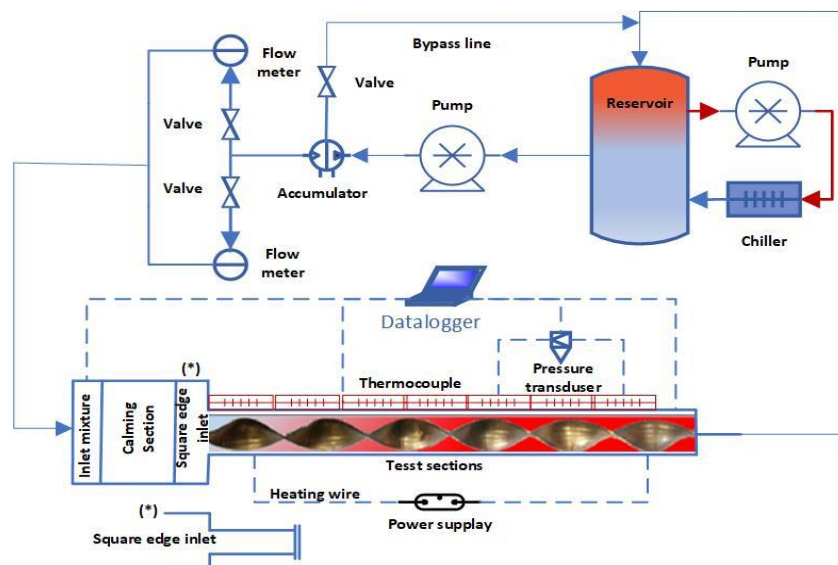 Bypass line
Flow
meter
Valve
Valve
Pump
Reservoir
Pump
Valve
Accumulator
Chiller
Flow
meter
Datalogger
(*)
Thermocouple
Pressure
transduser
Inlet mixture
Calming
Section
Square edge
inlet
Tesst sections
Heating wire
Power supplay
(*)
Square edge inlet